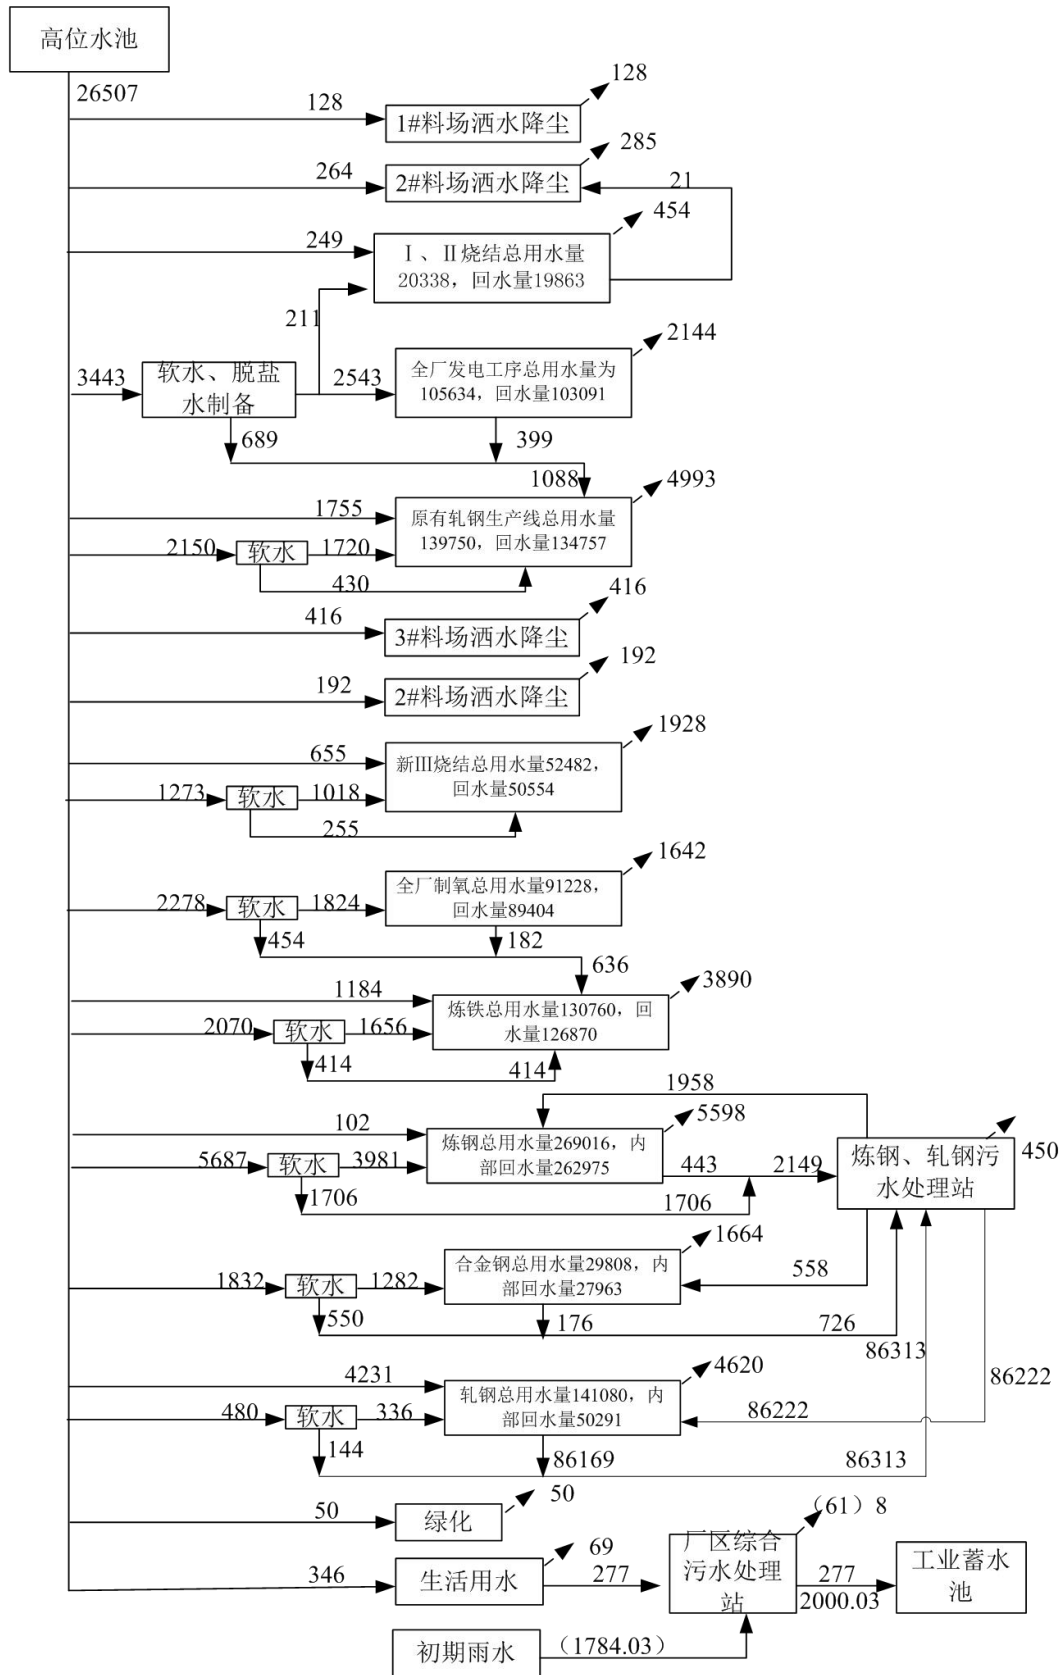 高位水池
26507
128
128
1#料场洒水降尘
285
264
2#料场洒水降尘
21
454
249
Ⅰ、Ⅱ烧结总用水量
20338，回水量19863
211
2144
3443
软水、脱盐
水制备
2543
全厂发电工序总用水量为
105634，回水量103091
689
399
1088
4993
1755
原有轧钢生产线总用水量
139750，回水量134757
2150
软水
1720
430
416
416
3#料场洒水降尘
192
192
2#料场洒水降尘
1928
655
新Ⅲ烧结总用水量52482，
回水量50554
1273
软水
1018
255
1642
2278
软水
1824
全厂制氧总用水量91228，
回水量89404
454
182
636
3890
1184
炼铁总用水量130760，回
水量126870
2070
软水
1656
414
414
1958
5598
102
炼钢总用水量269016，内
部回水量262975
5687
软水
3981
443
2149
炼钢、轧钢污
水处理站
450
1706
1706
1664
558
1832
软水
1282
合金钢总用水量29808，内
部回水量27963
550
176
726
86313
86222
4620
4231
轧钢总用水量141080，内
部回水量50291
480
软水
336
86222
144
86169
86313
50
50
绿化
（61）8
69
346
生活用水
277
厂区综合
污水处理
站
277
2000.03
工业蓄水
池
初期雨水
（1784.03）